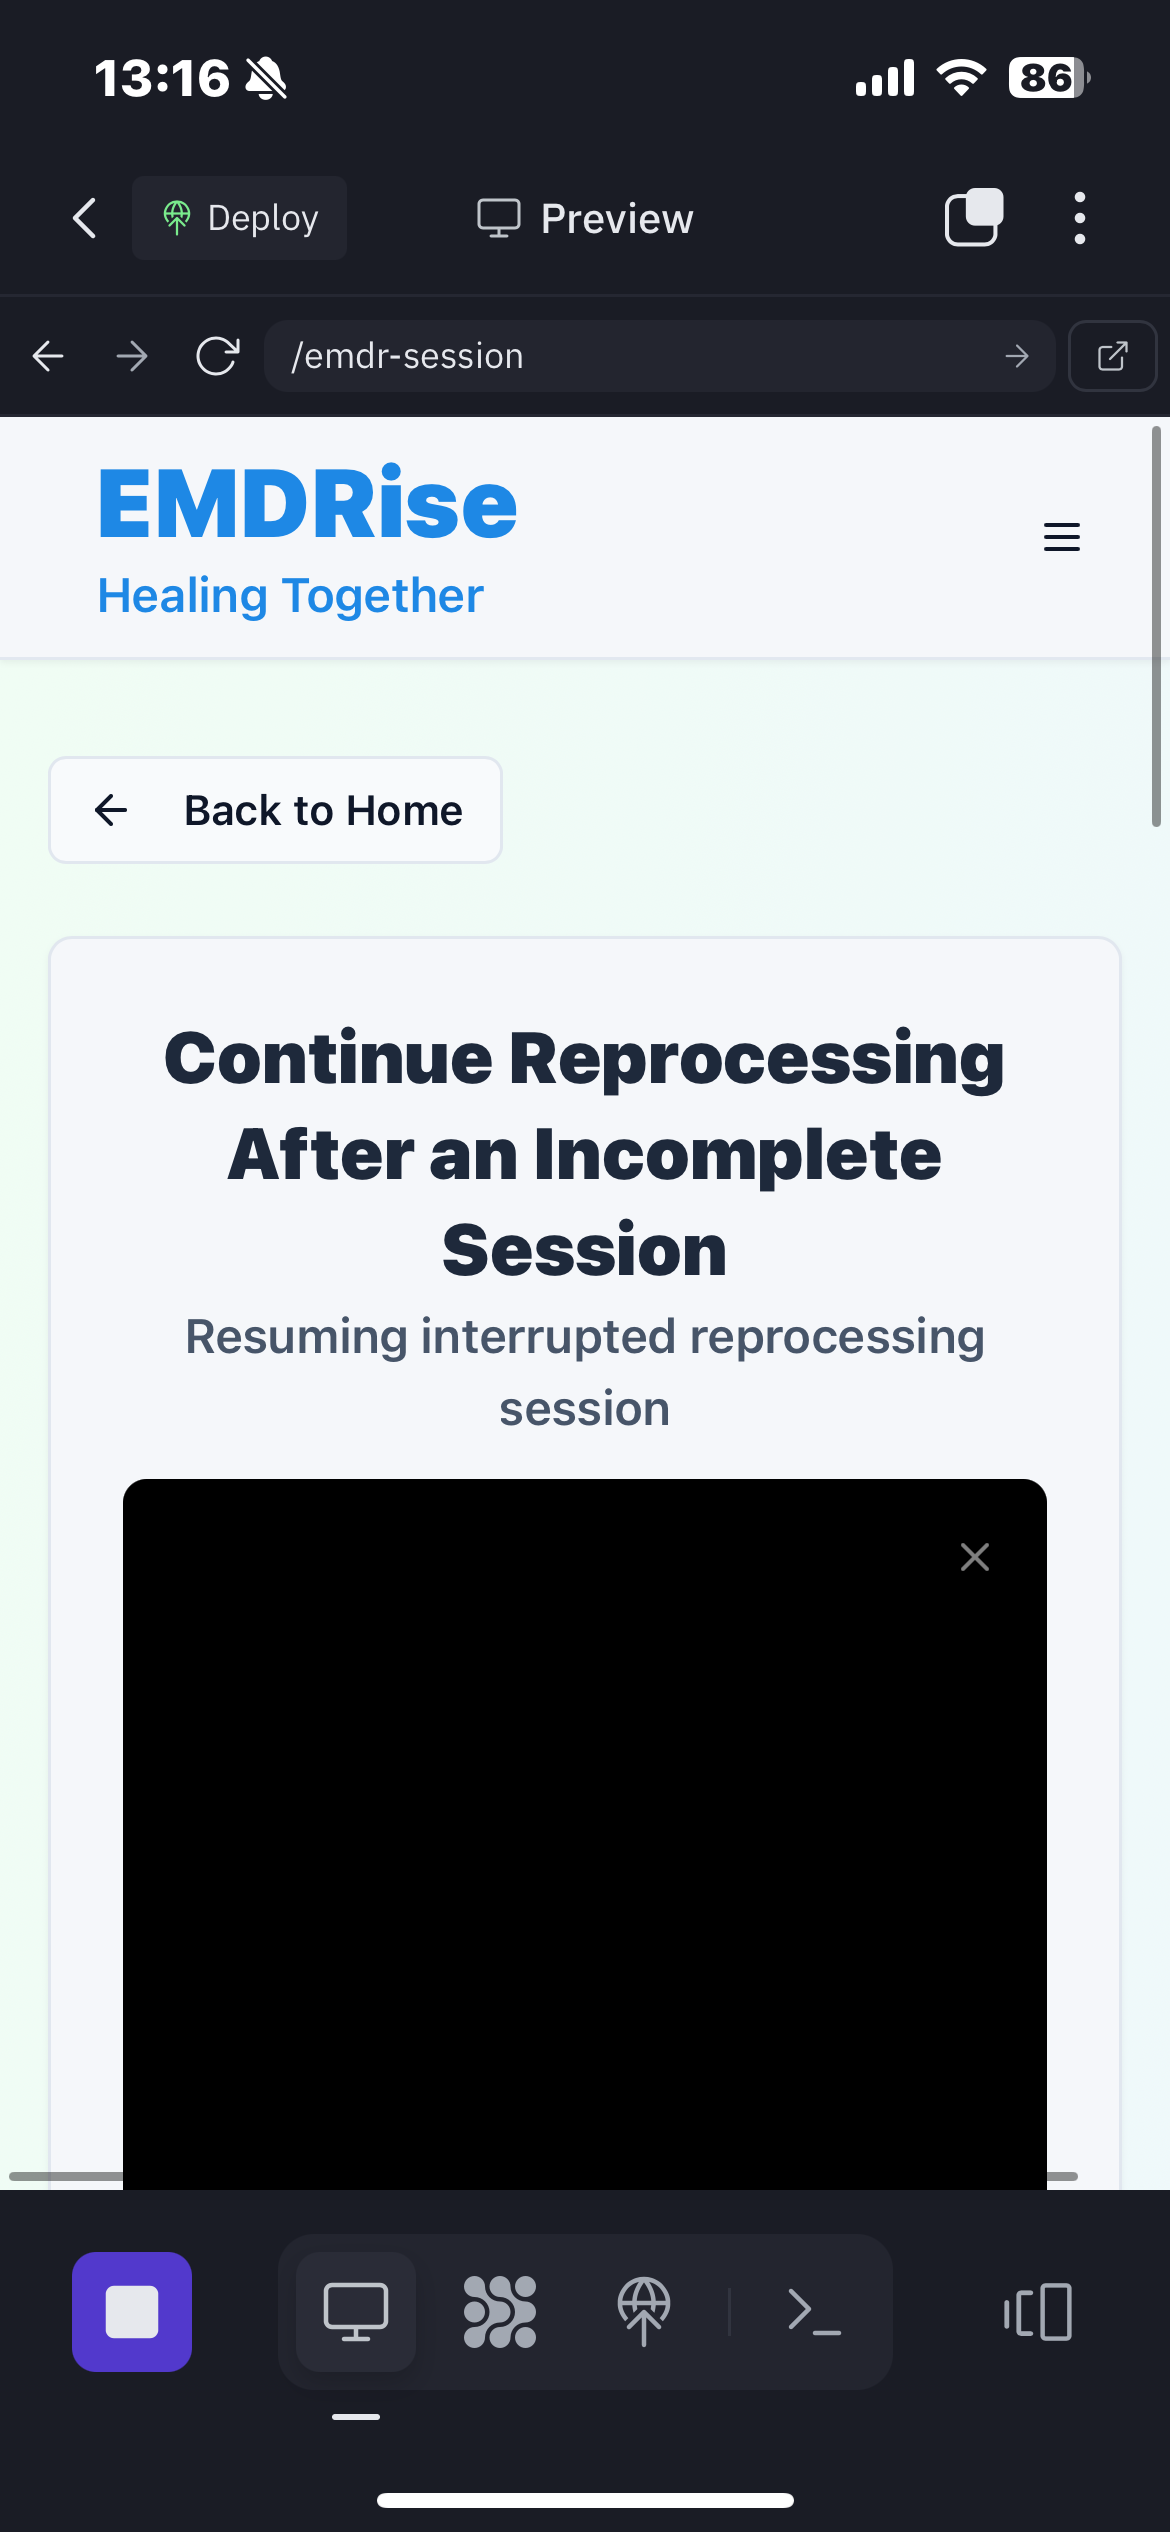 13:16
86
Deploy
Preview
/emdr-session
EMDRise
Healing Together
Back to Home
Continue Reprocessing
After an Incomplete
Session
Resuming interrupted reprocessing
session